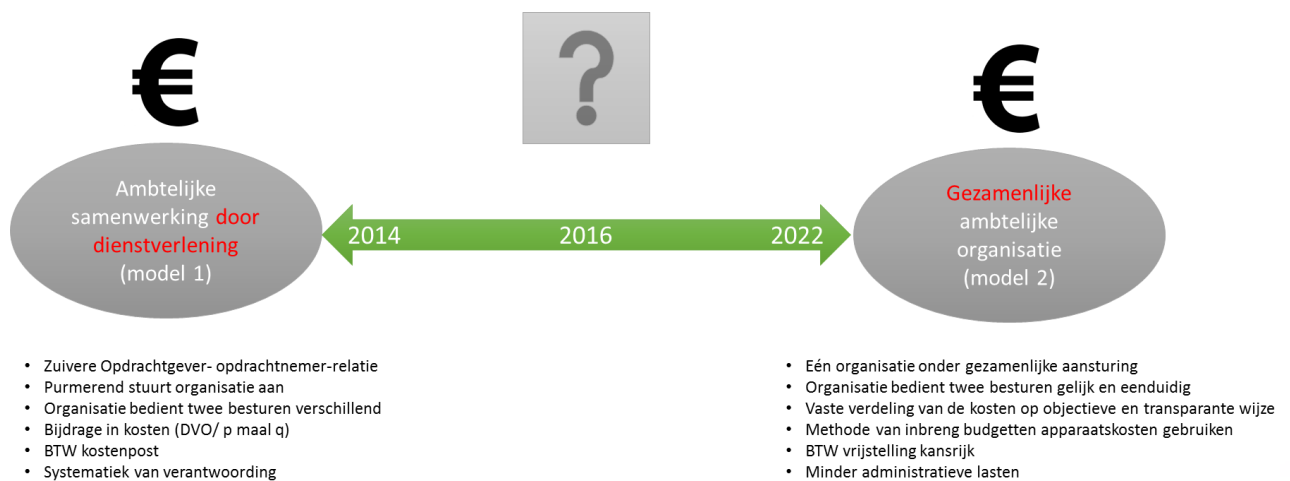 €
?
€
Ambtelijke
samenwerking door
dienstverlening
(model 1)
2014 2016 2022
Gezamenlijke
ambtelijke
organisatie
(model 2)
• Zuivere Opdrachtgever- opdrachtnemer-relatie
• Purmerend stuurt organisatie aan
• Organisatie bedient twee besturen verschillend
• Bijdrage in kosten (DVO/ p maal q)
• BTW kostenpost
• Systematiek van verantwoording
• Eén organisatie onder gezamenlijke aansturing
• Organisatie bedient twee besturen gelijk en eenduidig
• Vaste verdeling van de kosten op objectieve en transparante wijze
• Methode van inbreng budgetten apparaatskosten gebruiken
• BTW vrijstelling kansrijk
• Minder administratieve lasten